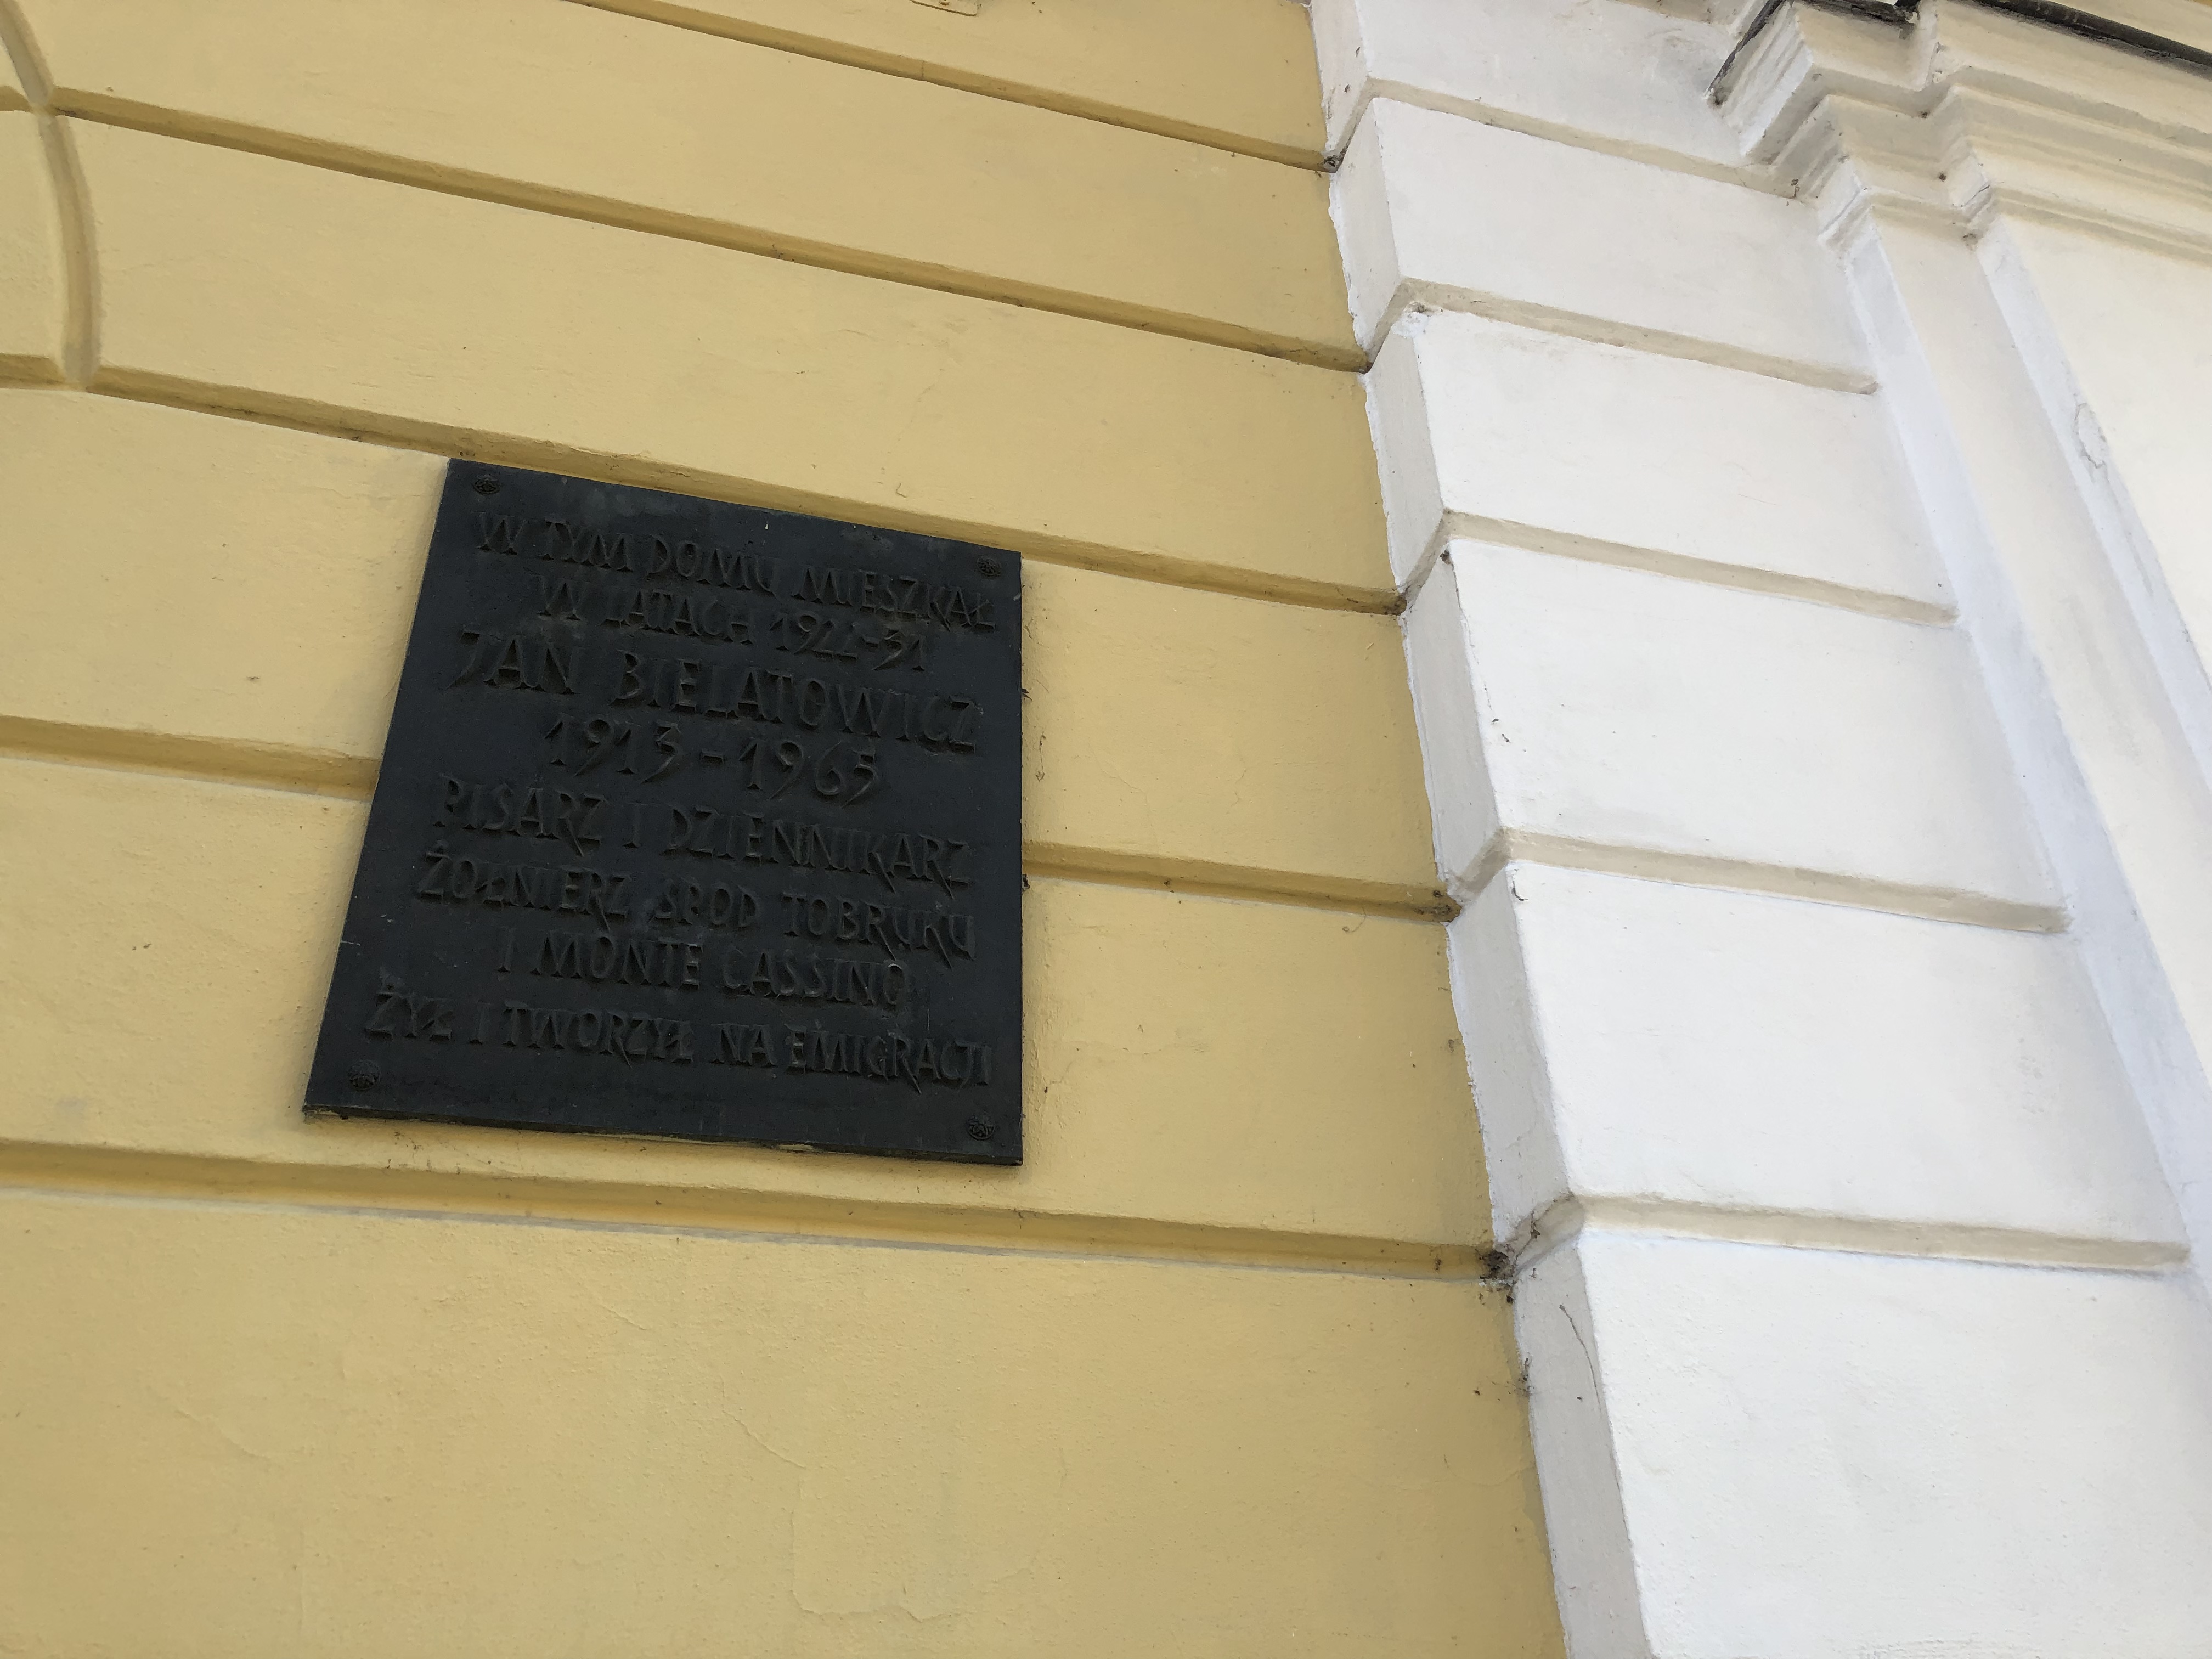 W TYM DOMU MIESZKAŁ
W LATACH 1922-31
JAN BIELATOWICZ
1913-1965
PISARZ I DZIENNIKARZ
ŻOŁNIERZ SPOD TOBRUKU
I MONTE CASSINO
ŻYŁ I TWORZYŁ NA EMIGRACJI